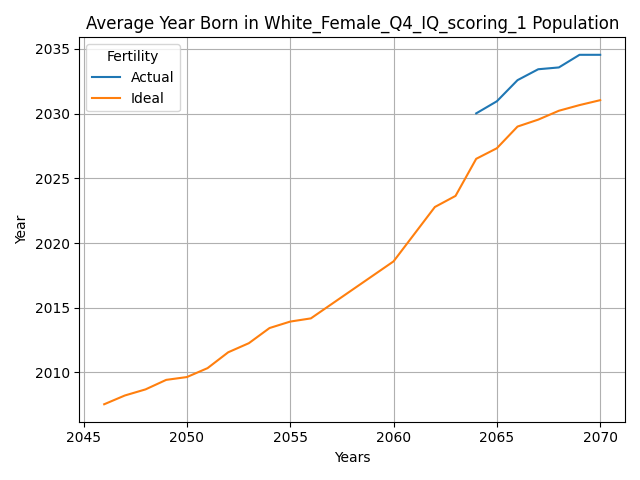 Average Year Born in White_Female_Q4_IQ_scoring_1 Population
Fertility
Actual
Ideal
2035
2030
2025
2020
2015
2010
Year
2045 2050 2055 2060 2065 2070
Years